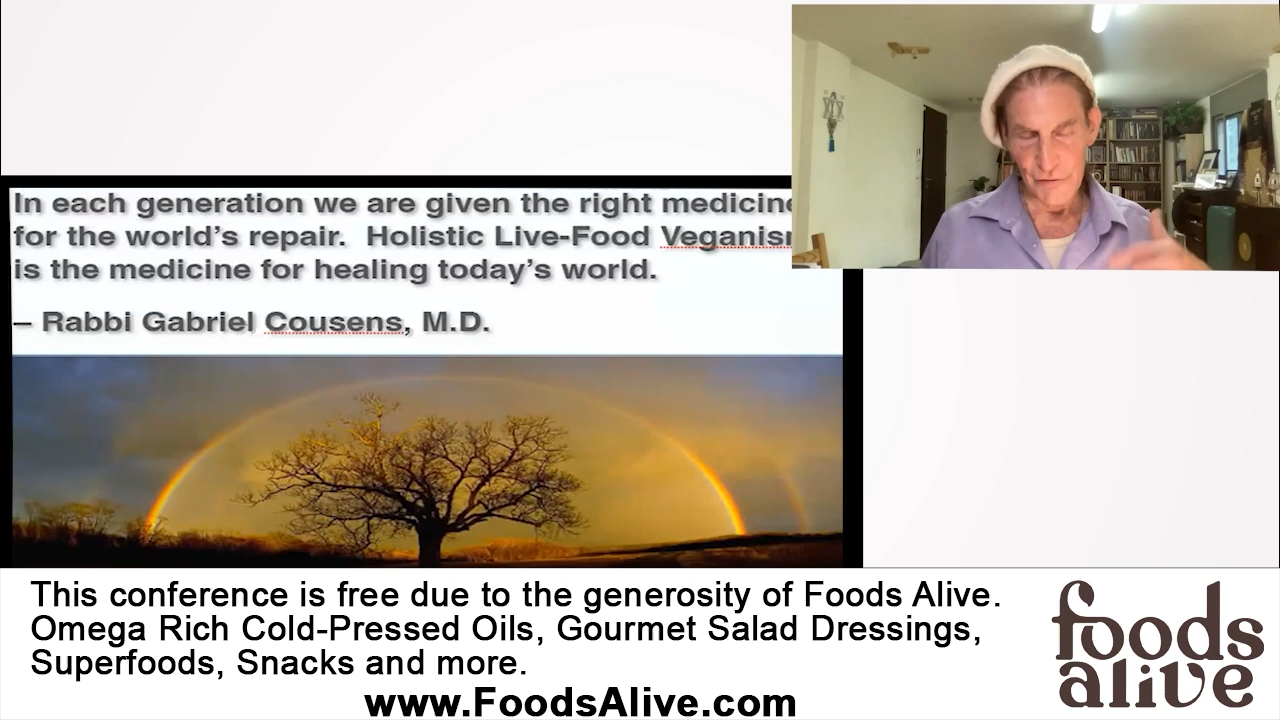 In each generation we are given the right medicine
for the world's repair. Holistic Live-Food
is the medicine for healing today's world.
– Rabbi Gabriel Cousens, M.D.
This conference is free due to the generosity of Foods Alive.
Omega Rich Cold-Pressed Oils, Gourmet Salad Dressings,
Superfoods, Snacks and more.
www.FoodsAlive.com
foods
alive